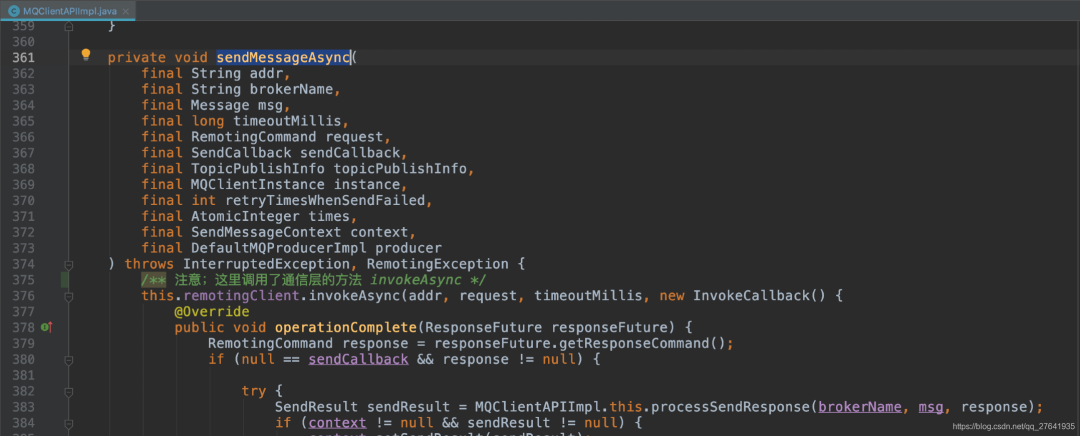 MQClientAPIImpl.java ×
359 }
360
361 private void sendMessageAsync(
362 final String addr,
363 final String brokerName,
364 final Message msg,
365 final long timeoutMillis,
366 final RemotingCommand request,
367 final SendCallback sendCallback,
368 final TopicPublishInfo topicPublishInfo,
369 final MQClientInstance instance,
370 final int retryTimesWhenSendFailed,
371 final AtomicInteger times,
372 final SendMessageContext context,
373 final DefaultMQProducerImpl producer
374 ) throws InterruptedException, RemotingException {
375 /** 注意；这里调用了通信层的方法 invokeAsync */
376 this.remotingClient.invokeAsync(addr, request, timeoutMillis, new InvokeCallback() {
377 @Override
378 public void operationComplete(ResponseFuture responseFuture) {
379 RemotingCommand response = responseFuture.getResponseCommand();
380 if (null == sendCallback && response != null) {
381
382 try {
383 SendResult sendResult = MQClientAPIImpl.this.processSendResponse(brokerName, msg, response);
384 if (context != null && sendResult != null) {
context.setSendResult(sendResult);
https://blog.csdn.net/qq_27641935